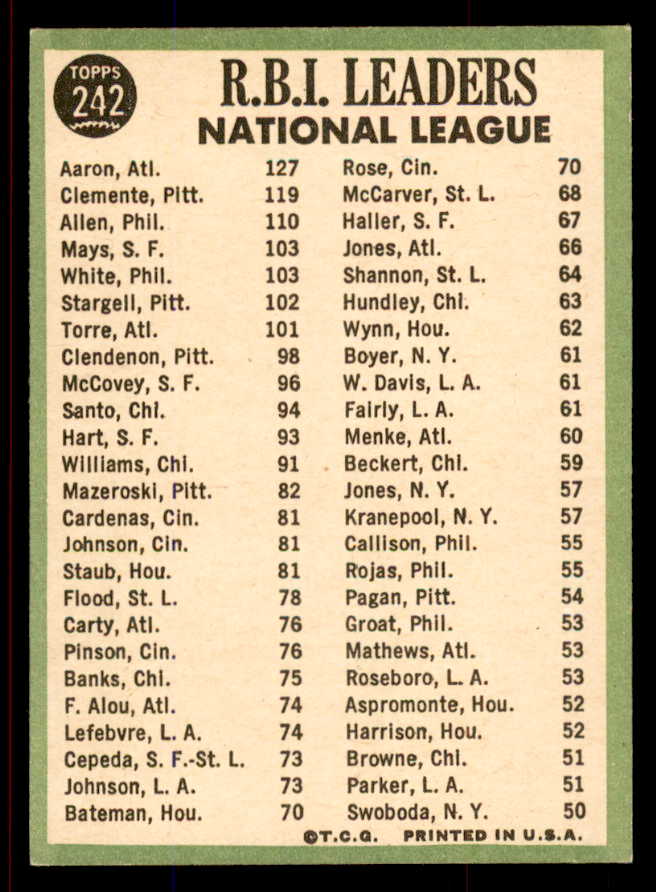 TOPPS
242
R.B.I. LEADERS
NATIONAL LEAGUE
Aaron, Atl. 127
Clemente, Pitt. 119
Allen, Phil. 110
Mays, S. F. 103
White, Phil. 103
Stargell, Pitt. 102
Torre, Atl. 101
Clendenon, Pitt. 98
McCovey, S. F. 96
Santo, Chi. 94
Hart, S. F. 93
Williams, Chi. 91
Mazeroski, Pitt. 82
Cardenas, Cin. 81
Johnson, Cin. 81
Staub, Hou. 81
Flood, St. L. 78
Carty, Atl. 76
Pinson, Cin. 76
Banks, Chi. 75
F. Alou, Atl. 74
Lefebvre, L. A. 74
Cepeda, S. F.-St. L. 73
Johnson, L. A. 73
Bateman, Hou. 70
Rose, Cin. 70
McCarver, St. L. 68
Haller, S. F. 67
Jones, Atl. 66
Shannon, St. L. 64
Hundley, Chi. 63
Wynn, Hou. 62
Boyer, N. Y. 61
W. Davis, L. A. 61
Fairly, L. A. 61
Menke, Atl. 60
Beckert, Chi. 59
Jones, N. Y. 57
Kranepool, N. Y. 57
Callison, Phil. 55
Rojas, Phil. 55
Pagan, Pitt. 54
Groat, Phil. 53
Mathews, Atl. 53
Roseboro, L. A. 53
Aspromonte, Hou. 52
Harrison, Hou. 52
Browne, Chi. 51
Parker, L. A. 51
Swoboda, N. Y. 50
©T.C.G. PRINTED IN U.S.A.